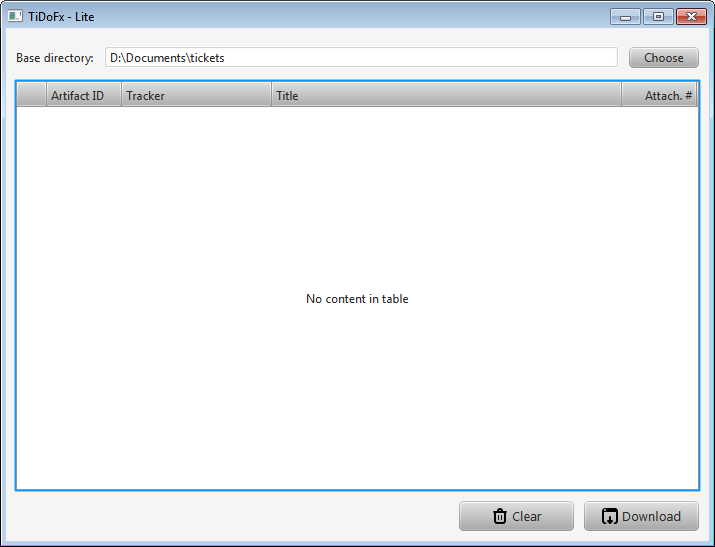 TiDoFx - Lite
Base directory: D:\Documents\tickets Choose
Artifact ID Tracker Title Attach. #
No content in table
Clear Download